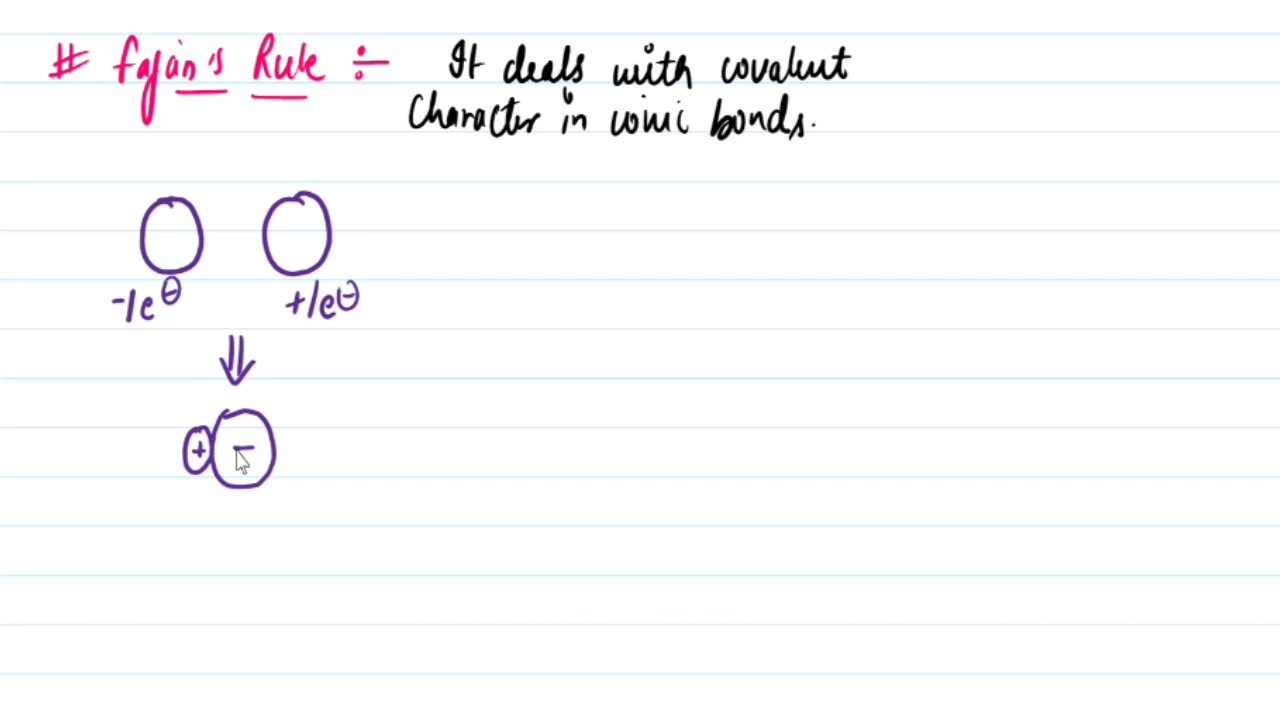 # Fajan's Rule ÷ It deals with covalent
Character in ionic bonds.
-1e⊖ +1e⊖
⇓
+ -